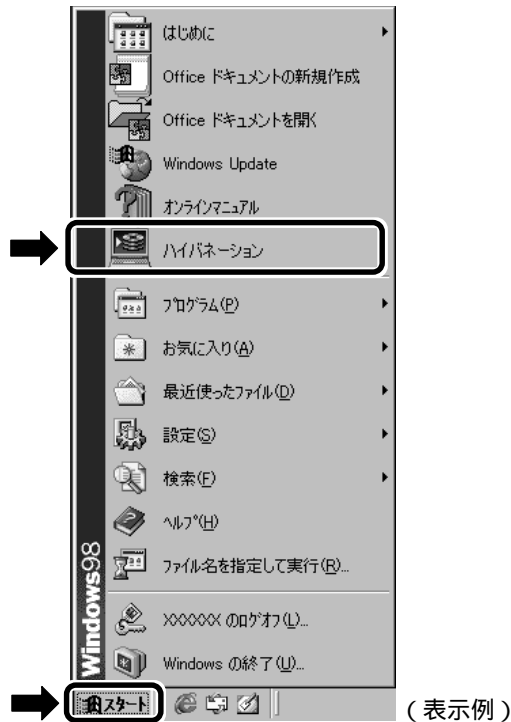 はじめに
Office ドキュメントの新規作成
Office ドキュメントを開く
Windows Update
オンラインマニュアル
ハイバネーション
プログラム(P)
お気に入り(A)
最近使ったファイル(D)
設定(S)
検索(F)
ヘルプ(H)
ファイル名を指定して実行(R)...
XXXXXXX のログオフ(L)...
Windows の終了(U)...
Windows98
スタート
(表示例)